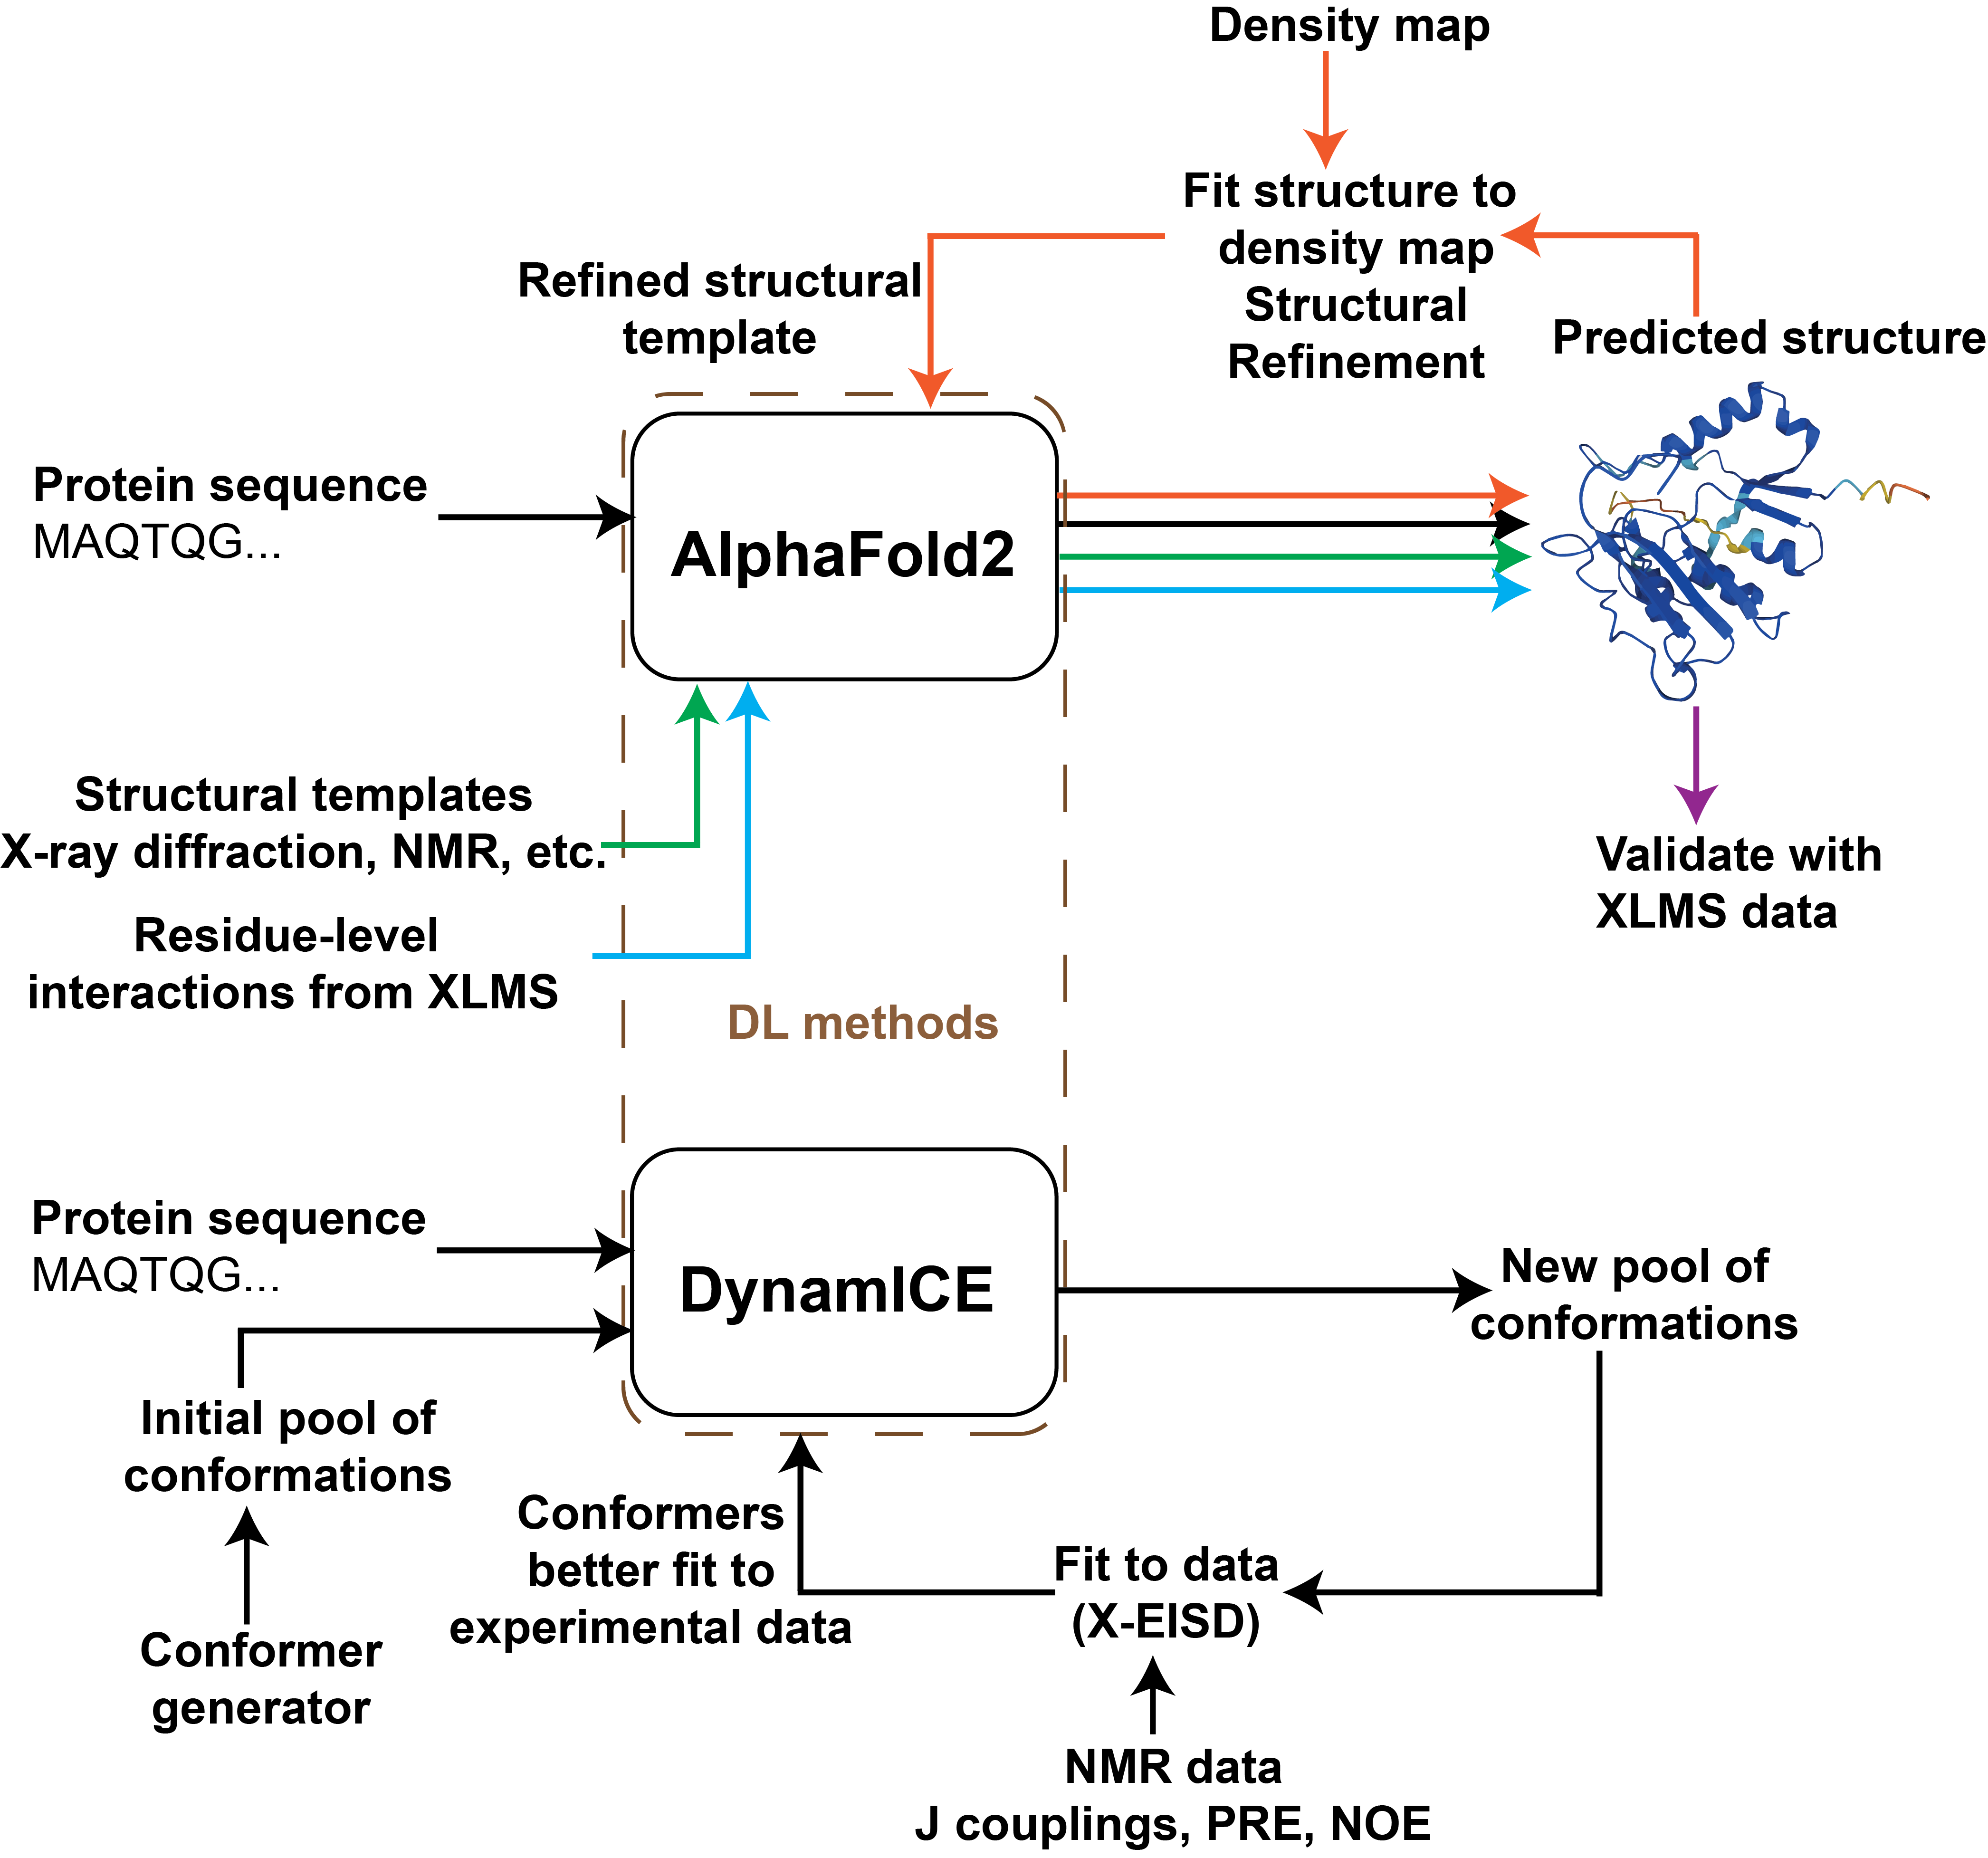 Density map
Fit structure to
density map
Structural
Refinement
Refined structural
template
Predicted structure
Protein sequence
MAQTQG...
AlphaFold2
Structural templates
X-ray diffraction, NMR, etc.
Validate with
XLMS data
Residue-level
interactions from XLMS
DL methods
Protein sequence
MAQTQG...
DynamICE
New pool of
conformations
Initial pool of
conformations
Conformers
better fit to
experimental data
Fit to data
(X-EISD)
Conformer
generator
NMR data
J couplings, PRE, NOE